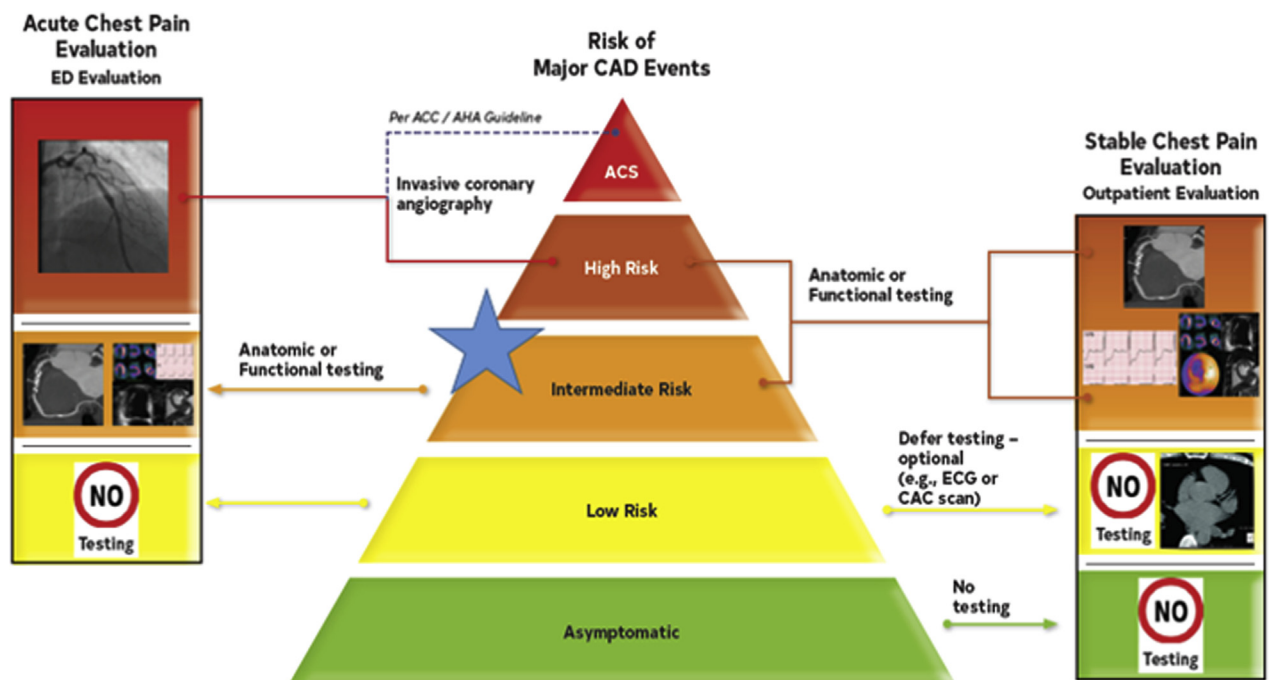 Acute Chest Pain
Evaluation
ED Evaluation
Risk of
Major CAD Events
Per ACC / AHA Guideline
Invasive coronary
angiography
ACS
High Risk
Anatomic or
Functional testing
Intermediate Risk
Anatomic or
Functional testing
Low Risk
Asymptomatic
NO
Testing
Stable Chest Pain
Evaluation
Outpatient Evaluation
Defer testing –
optional
(e.g., ECG or
CAC scan)
NO
Testing
No
testing
NO
Testing